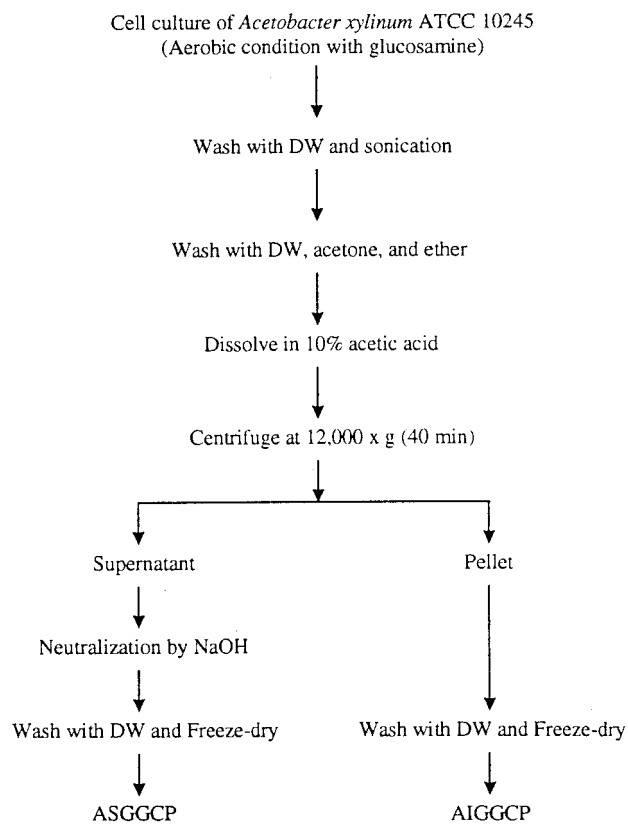 Cell culture of Acetobacter xylinum ATCC 10245
(Aerobic condition with glucosamine)
Wash with DW and sonication
Wash with DW, acetone, and ether
Dissolve in 10% acetic acid
Centrifuge at 12,000 x g (40 min)
Supernatant
Pellet
Neutralization by NaOH
Wash with DW and Freeze-dry
Wash with DW and Freeze-dry
ASGGCP
AIGGCP